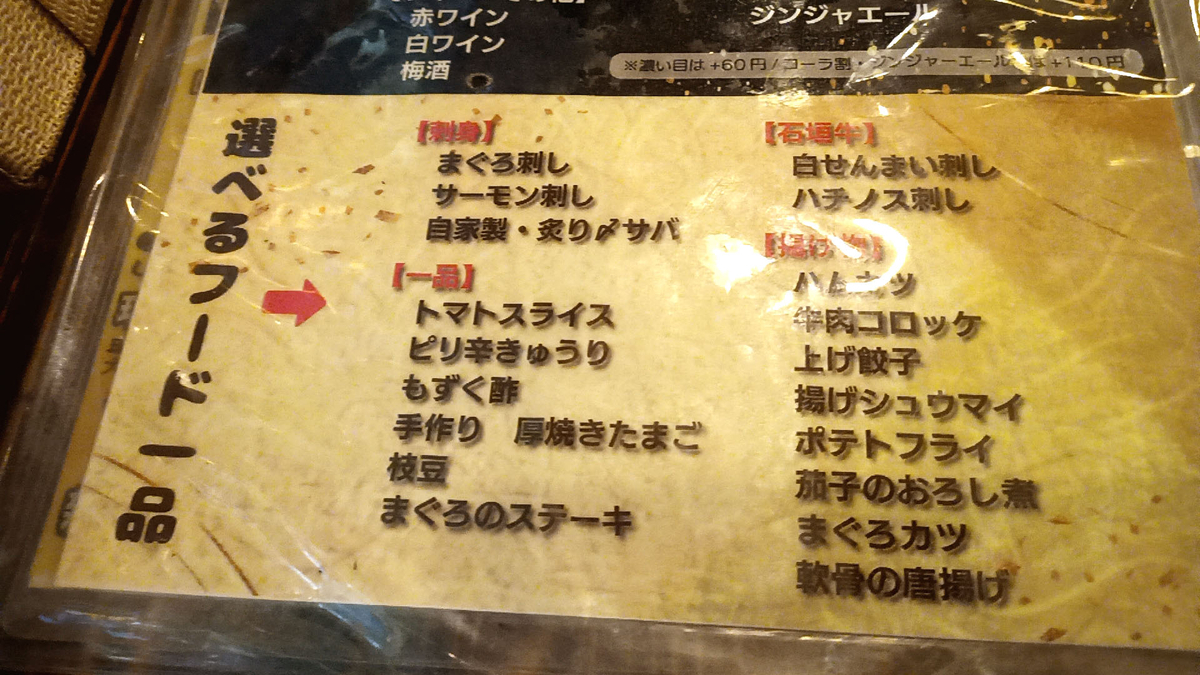 赤ワイン
白ワイン
梅酒
ジンジャエール
※濃い目は+60円/コーラ割・ジンジャーエール +110円
選べるフード一品
【刺身】
まぐろ刺し
サーモン刺し
自家製・炙り〆サバ
【一品】
トマトスライス
ピリ辛きゅうり
もずく酢
手作り 厚焼きたまご
枝豆
まぐろのステーキ
【石垣牛】
白せんまい刺し
ハチノス刺し
【揚げ物】
ハムカツ
牛肉コロッケ
上げ餃子
揚げシュウマイ
ポテトフライ
茄子のおろし煮
まぐろカツ
軟骨の唐揚げ